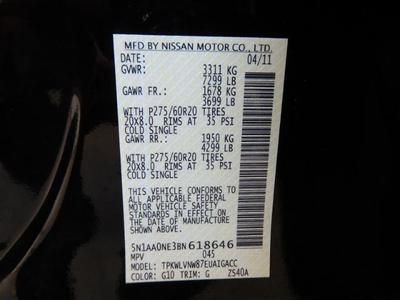 MFD BY NISSAN MOTOR CO., LTD.
DATE: 04/11
GVWR: 3311 KG
7299 LB
GAWR FR.: 1678 KG
3699 LB
WITH P275/60R20 TIRES
20x8.0 RIMS AT 35 PSI
COLD SINGLE
GAWR RR.: 1950 KG
4299 LB
WITH P275/60R20 TIRES
20x8.0 RIMS AT 35 PSI
COLD SINGLE
THIS VEHICLE CONFORMS TO
ALL APPLICABLE FEDERAL
MOTOR VEHICLE SAFETY
STANDARDS IN EFFECT ON
THE DATE OF MANUFACTURE
SHOWN ABOVE.
5N1AA0NE3BN618646
MPV 045
MODEL: TPKWLVNW87EUAIGACC
COLOR: G10 TRIM: G ZS40A